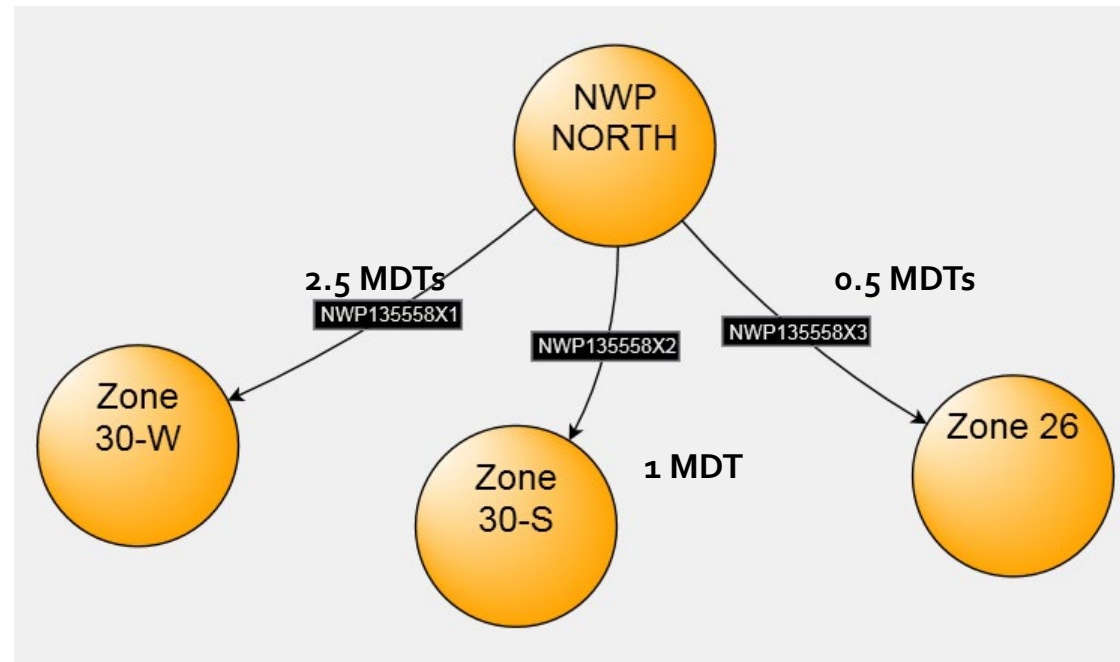 NWP
NORTH
2.5 MDTs
0.5 MDTs
NWP135558X1
NWP135558X2
NWP135558X3
Zone
30-W
Zone 26
1 MDT
Zone
30-S